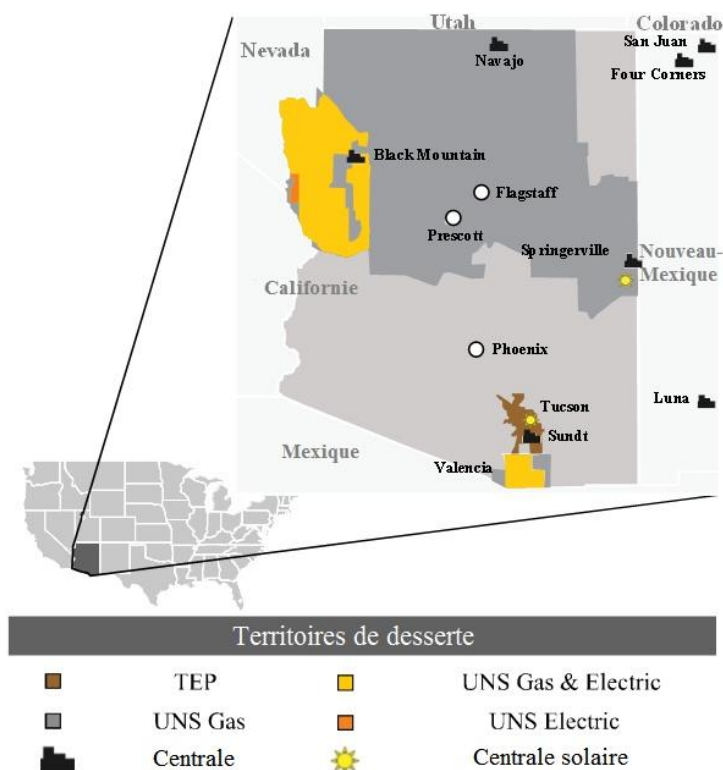 Utah
Colorado
San Juan
Nevada
Navajo
Four Corners
Black Mountain
Flagstaff
Prescott
Springerville
Nouveau-
Mexique
Californie
Phoenix
Luna
Tucson
Sundt
Mexique
Valencia
Territoires de desserte
TEP
UNS Gas & Electric
UNS Gas
UNS Electric
Centrale
Centrale solaire